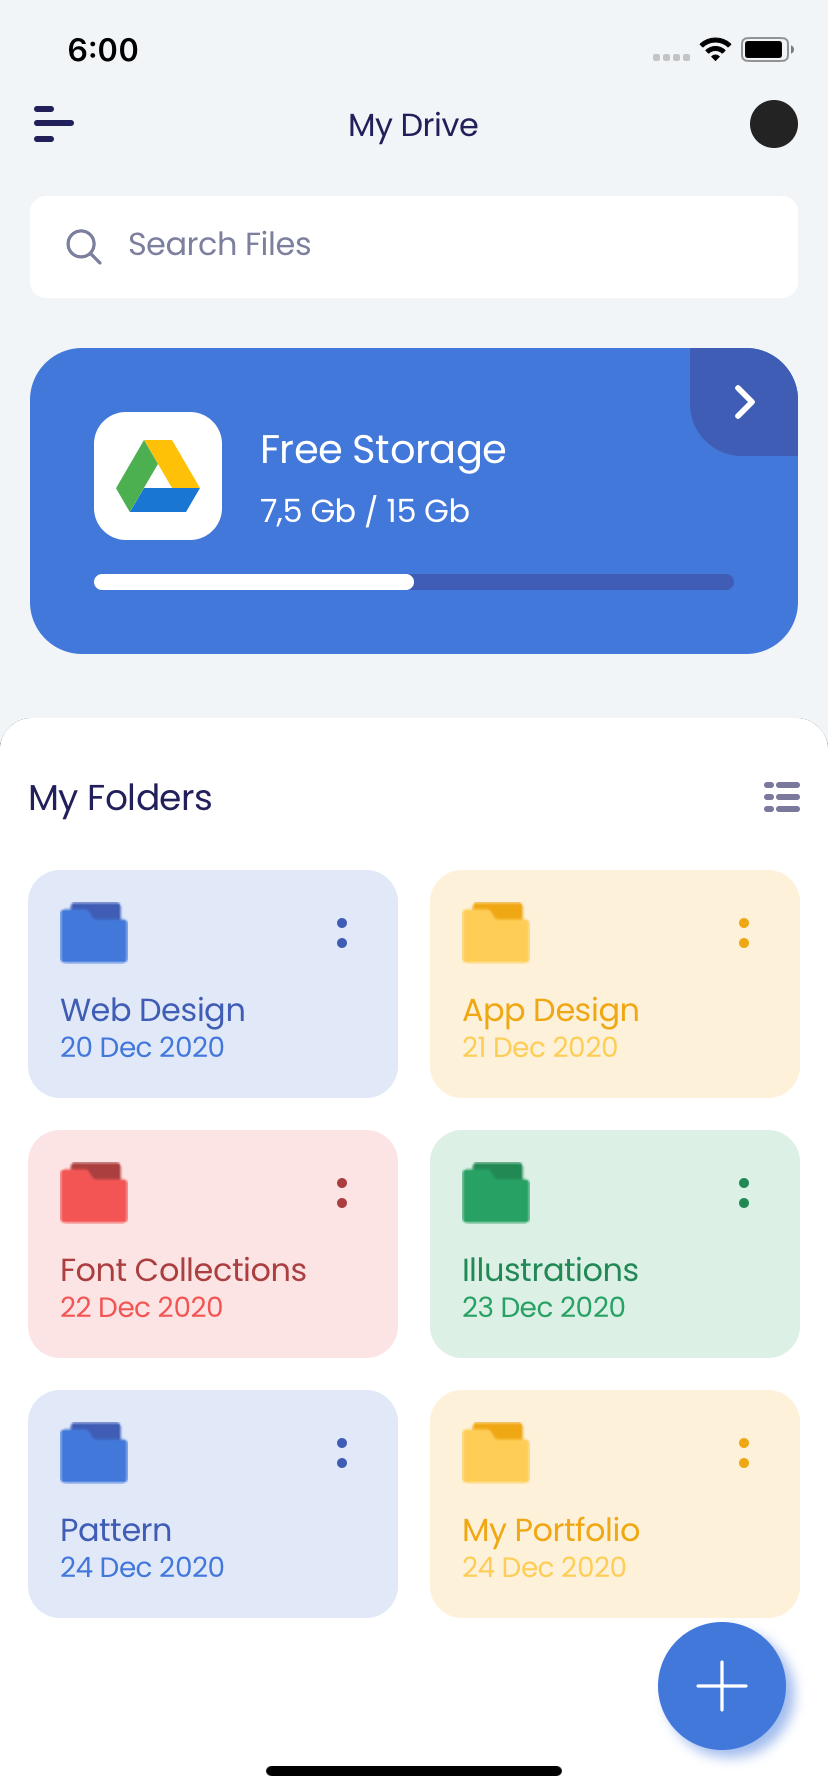 6:00
My Drive
Search Files
Free Storage
7,5 Gb / 15 Gb
My Folders
Web Design
20 Dec 2020
App Design
21 Dec 2020
Font Collections
22 Dec 2020
Illustrations
23 Dec 2020
Pattern
24 Dec 2020
My Portfolio
24 Dec 2020